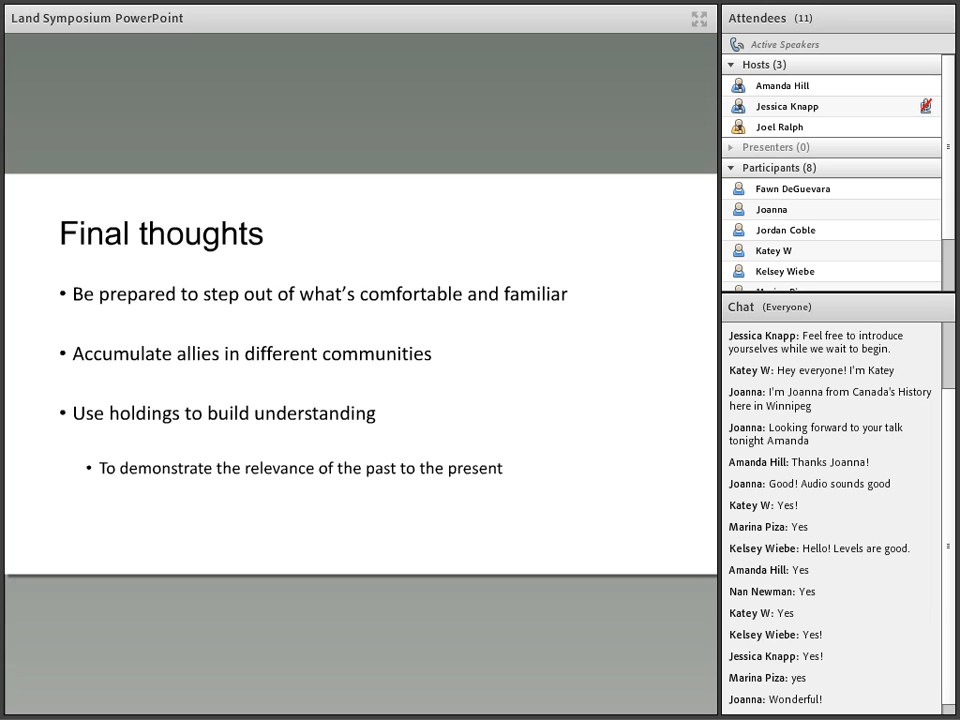 Land Symposium PowerPoint
Final thoughts
• Be prepared to step out of what's comfortable and familiar
• Accumulate allies in different communities
• Use holdings to build understanding
• To demonstrate the relevance of the past to the present
Attendees (11)
Active Speakers
Hosts (3)
Amanda Hill
Jessica Knapp
Joel Ralph
Presenters (0)
Participants (8)
Fawn DeGuevara
Joanna
Jordan Coble
Katey W
Kelsey Wiebe
Chat (Everyone)
Jessica Knapp: Feel free to introduce
yourselves while we wait to begin.
Katey W: Hey everyone! I'm Katey
Joanna: I'm Joanna from Canada's History
here in Winnipeg
Joanna: Looking forward to your talk
tonight Amanda
Amanda Hill: Thanks Joanna!
Joanna: Good! Audio sounds good
Katey W: Yes!
Marina Piza: Yes
Kelsey Wiebe: Hello! Levels are good.
Amanda Hill: Yes
Nan Newman: Yes
Katey W: Yes
Kelsey Wiebe: Yes!
Jessica Knapp: Yes!
Marina Piza: yes
Joanna: Wonderful!